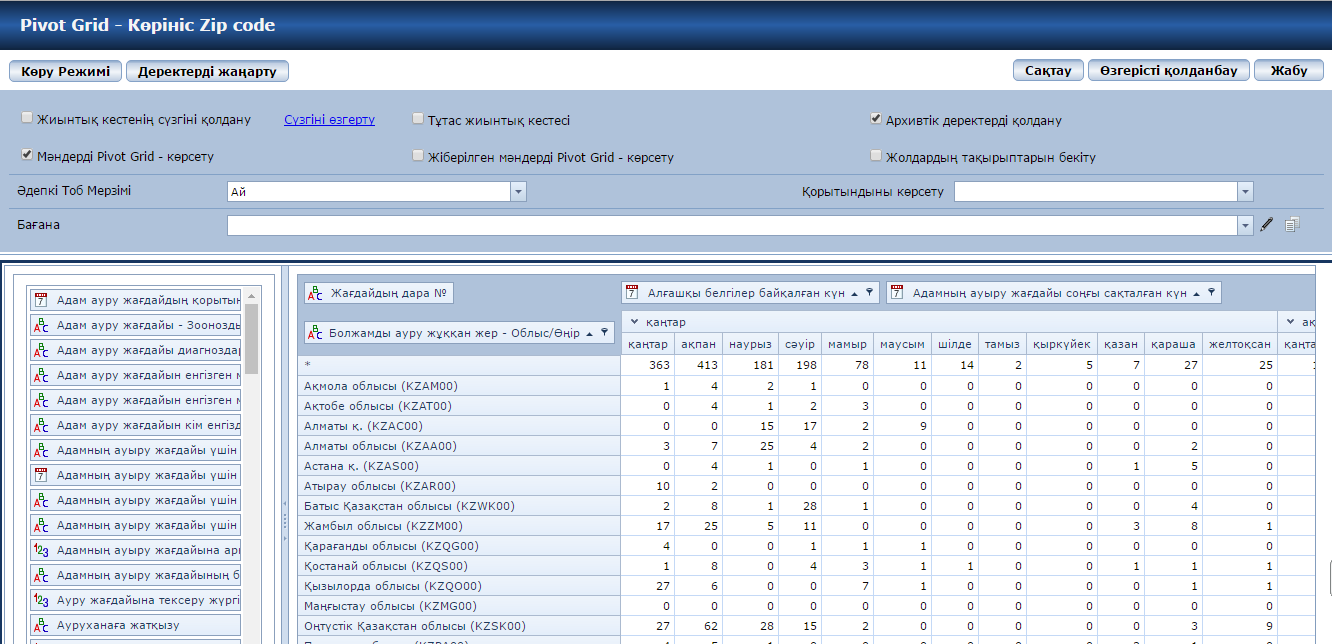 Pivot Grid - Көрініс Zip code
Көру Режимі Деректерді жаңарту Сақтау Өзгерісті қолданбау Жабу
Жиынтық кестенің сүзгіні қолдану Сүзгіні өзгерту Тұтас жиынтық кестесі Архивтік деректерді қолдану
Мәндерді Pivot Grid - көрсету Жіберілген мәндерді Pivot Grid - көрсету Жолдардың тақырыптарын бекіту
Әдепкі Тоб Мерзімі Ай Қорытындыны көрсету
Бағана
Адам ауру жағдайдың қорытын
Адам ауру жағдайы - Зоонозды
Адам ауру жағдайы диагноздар
Адам ауру жағдайын енгізген м
Адам ауру жағдайын енгізген м
Адам ауру жағдайын кім енгізд
Адамның ауыру жағдайы үшін
Адамның ауыру жағдайы үшін
Адамның ауыру жағдайы үшін
Адамның ауыру жағдайы үшін
Адамның ауыру жағдайына ар
Адамның ауыру жағдайының б
Ауру жағдайына тексеру жүргі
Ауруханаға жатқызу
Жағдайдың дара № Алғашқы белгілер байқалған күн Адамның ауыру жағдайы соңғы сақталған күн
Болжамды ауру жұққан жер - Облыс/Өңір
қаңтар ақ
қаңтар ақпан наурыз сәуір мамыр маусым шілде тамыз қыркүйек қазан қараша желтоқсан қаңта
* 363 413 181 198 78 11 14 2 5 7 27 25
Ақмола облысы (KZAM00) 1 4 2 1 0 0 0 0 0 0 0 0
Ақтобе облысы (KZAT00) 0 4 1 2 3 0 0 0 0 0 0 0
Алматы қ. (KZAC00) 0 0 15 17 2 9 0 0 0 0 0 0
Алматы облысы (KZAA00) 3 7 25 4 2 0 0 0 0 0 2 0
Астана қ. (KZAS00) 0 4 1 0 1 0 0 0 0 1 5 0
Атырау облысы (KZAR00) 10 2 0 0 0 0 0 0 0 0 0 0
Батыс Қазақстан облысы (KZWK00) 2 8 1 28 1 0 0 0 0 0 4 0
Жамбыл облысы (KZZM00) 17 25 5 11 0 0 0 0 0 3 8 1
Қарағанды облысы (KZQG00) 4 0 0 1 1 1 0 0 0 0 0 0
Қостанай облысы (KZQS00) 1 8 0 4 3 1 1 0 0 1 1 1
Қызылорда облысы (KZQO00) 27 6 0 0 7 1 0 0 0 0 1 1
Маңғыстау облысы (KZMG00) 0 0 0 0 0 0 0 0 0 0 0 0
Оңтүстік Қазақстан облысы (KZSK00) 27 62 28 15 2 0 0 0 0 0 3 9